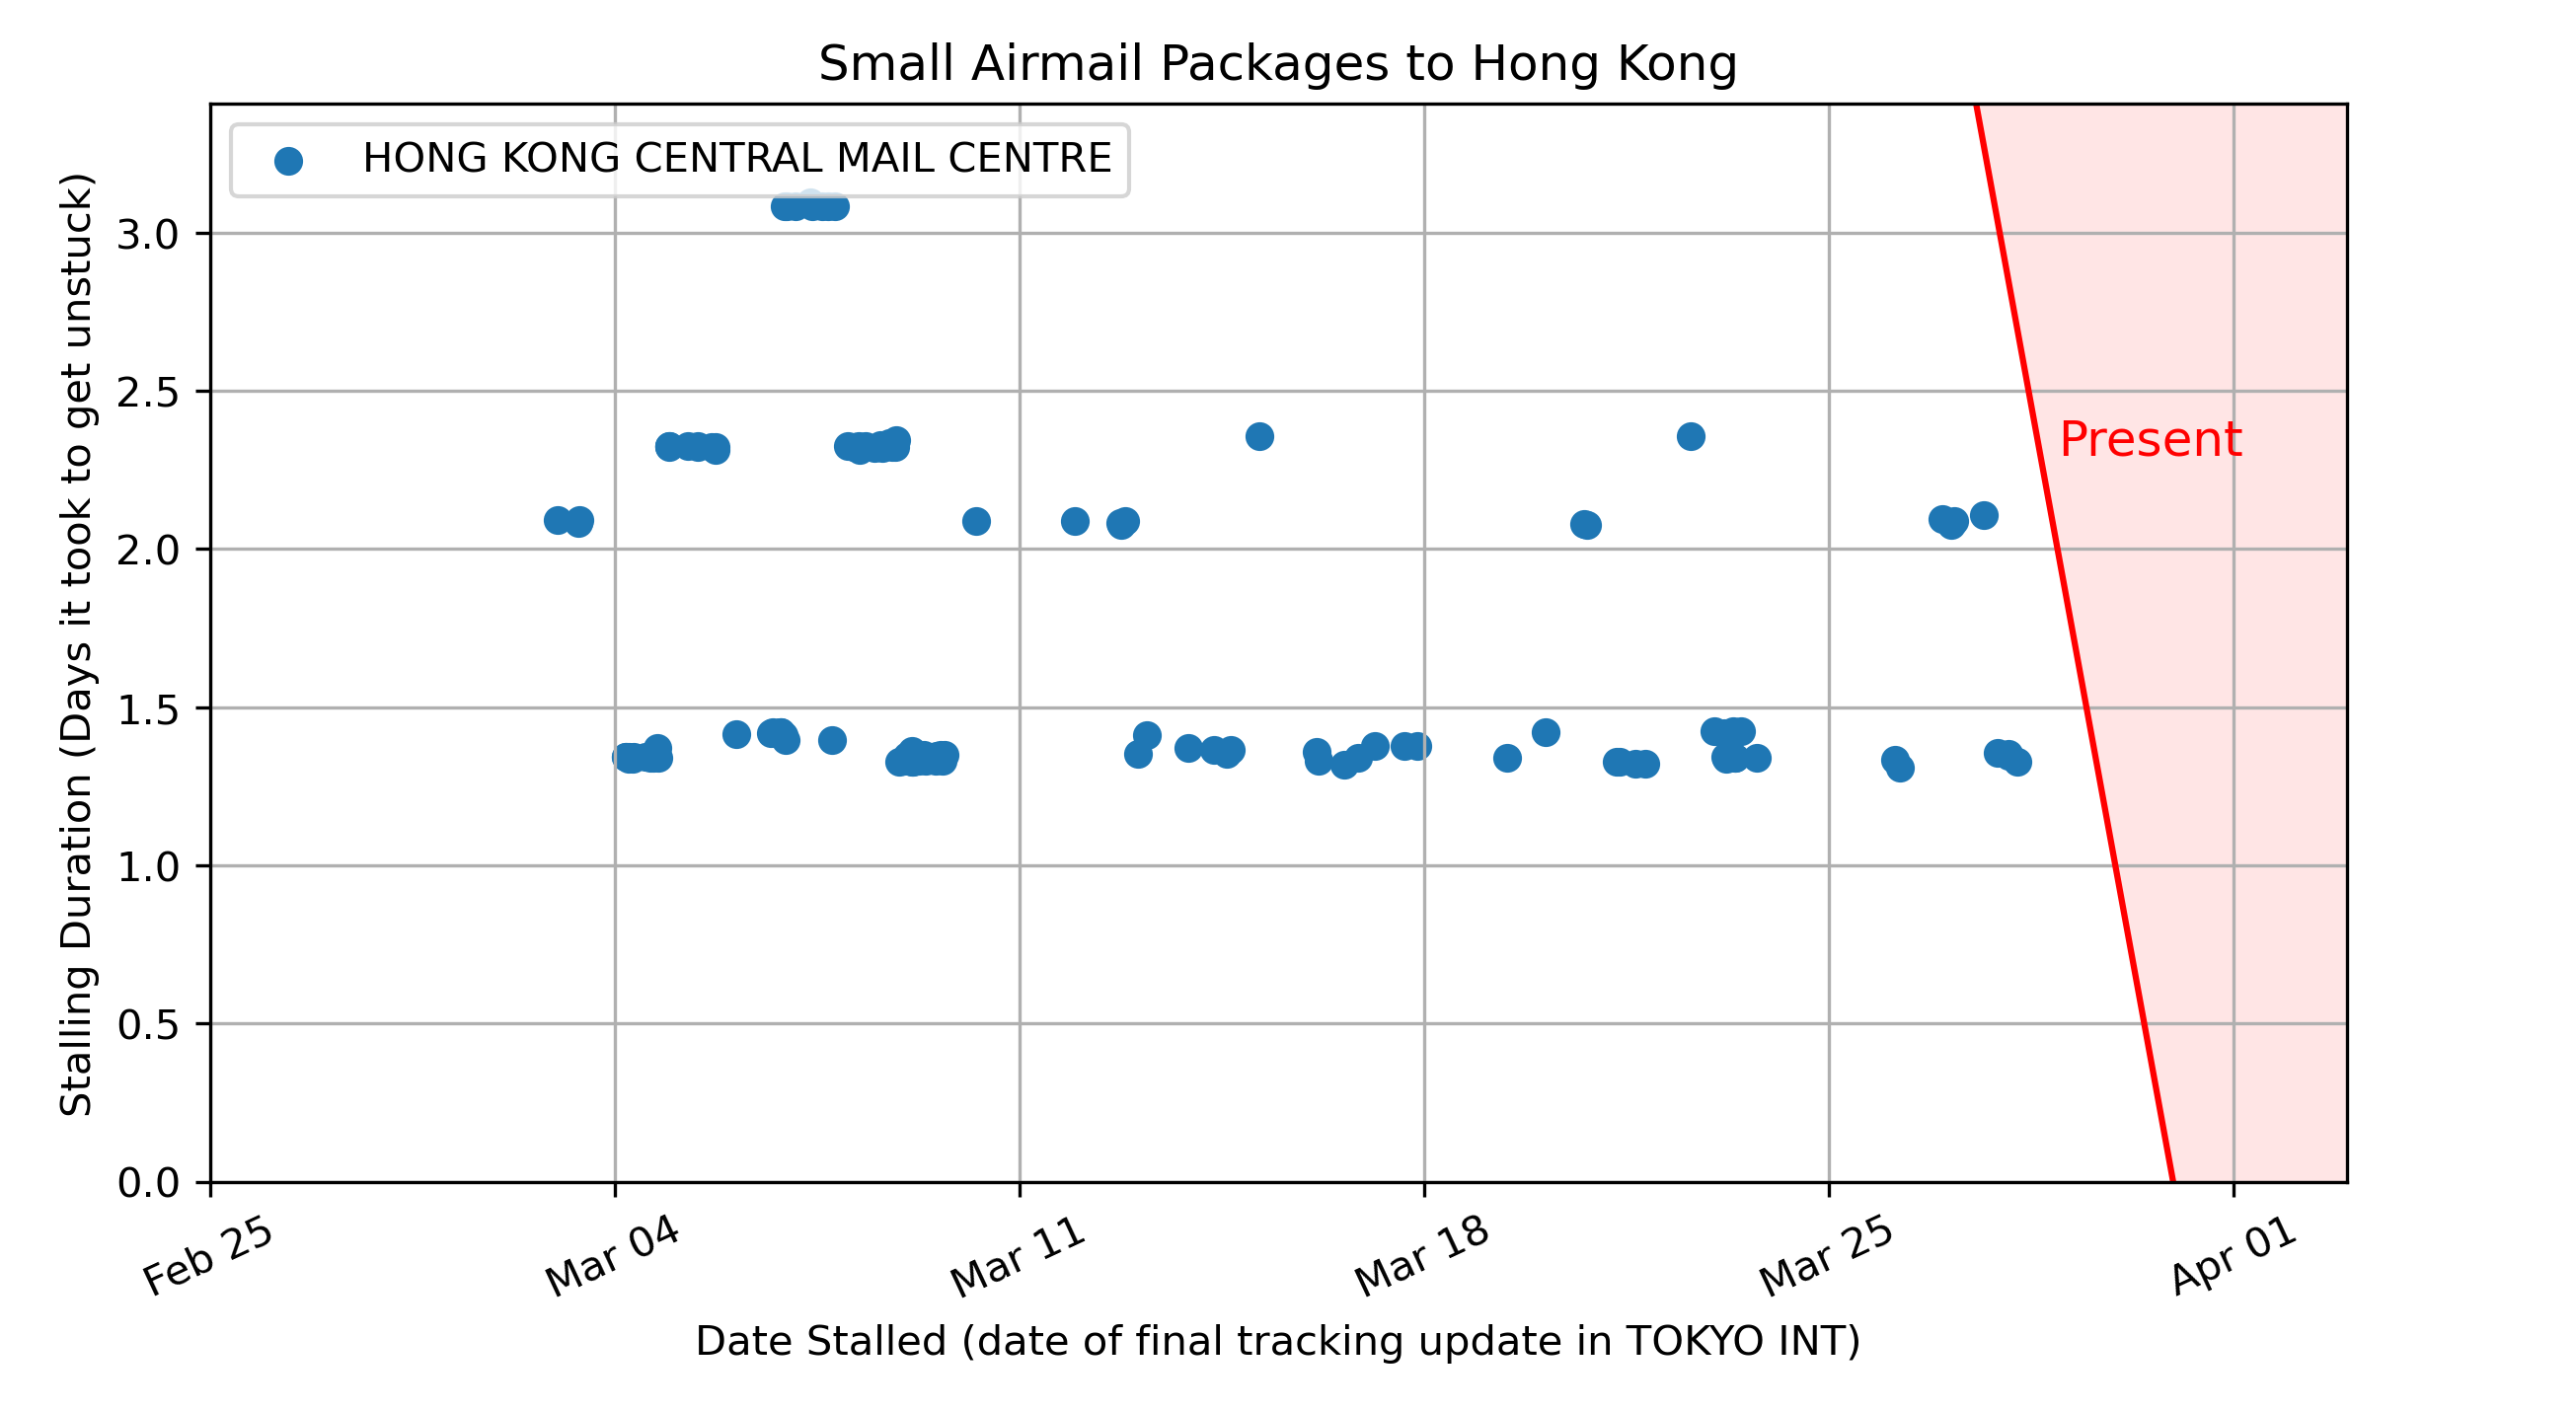 Small Airmail Packages to Hong Kong
HONG KONG CENTRAL MAIL CENTRE
Stalling Duration (Days it took to get unstuck)
3.0
2.5
2.0
1.5
1.0
0.5
0.0
Present
Feb 25
Mar 04
Mar 11
Mar 18
Mar 25
Apr 01
Date Stalled (date of final tracking update in TOKYO INT)